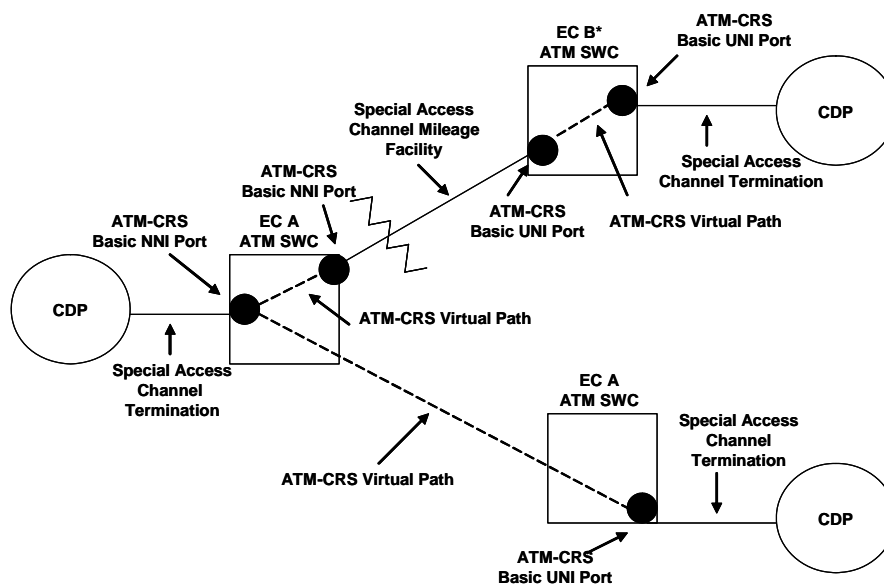 EC B*
ATM SWC
ATM-CRS
Basic UNI Port
CDP
Special Access
Channel Mileage
Facility
Special Access
Channel Termination
ATM-CRS
Basic NNI Port
ATM-CRS
Basic UNI Port
ATM-CRS Virtual Path
ATM-CRS
Basic NNI Port
EC A
ATM SWC
CDP
ATM-CRS Virtual Path
Special Access
Channel
Termination
EC A
ATM SWC
Special Access
Channel
Termination
ATM-CRS Virtual Path
CDP
ATM-CRS
Basic UNI Port